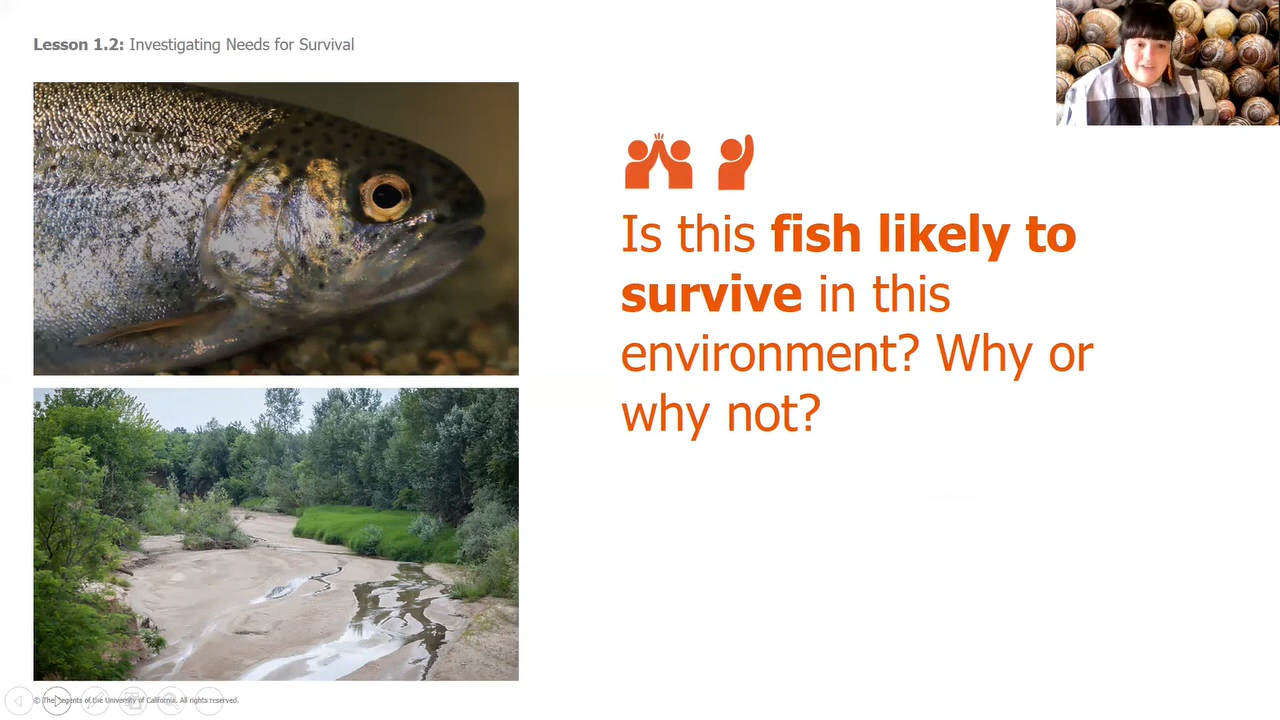 Lesson 1.2: Investigating Needs for Survival
Is this fish likely to
survive in this
environment? Why or
why not?
© The Regents of the University of California. All rights reserved.